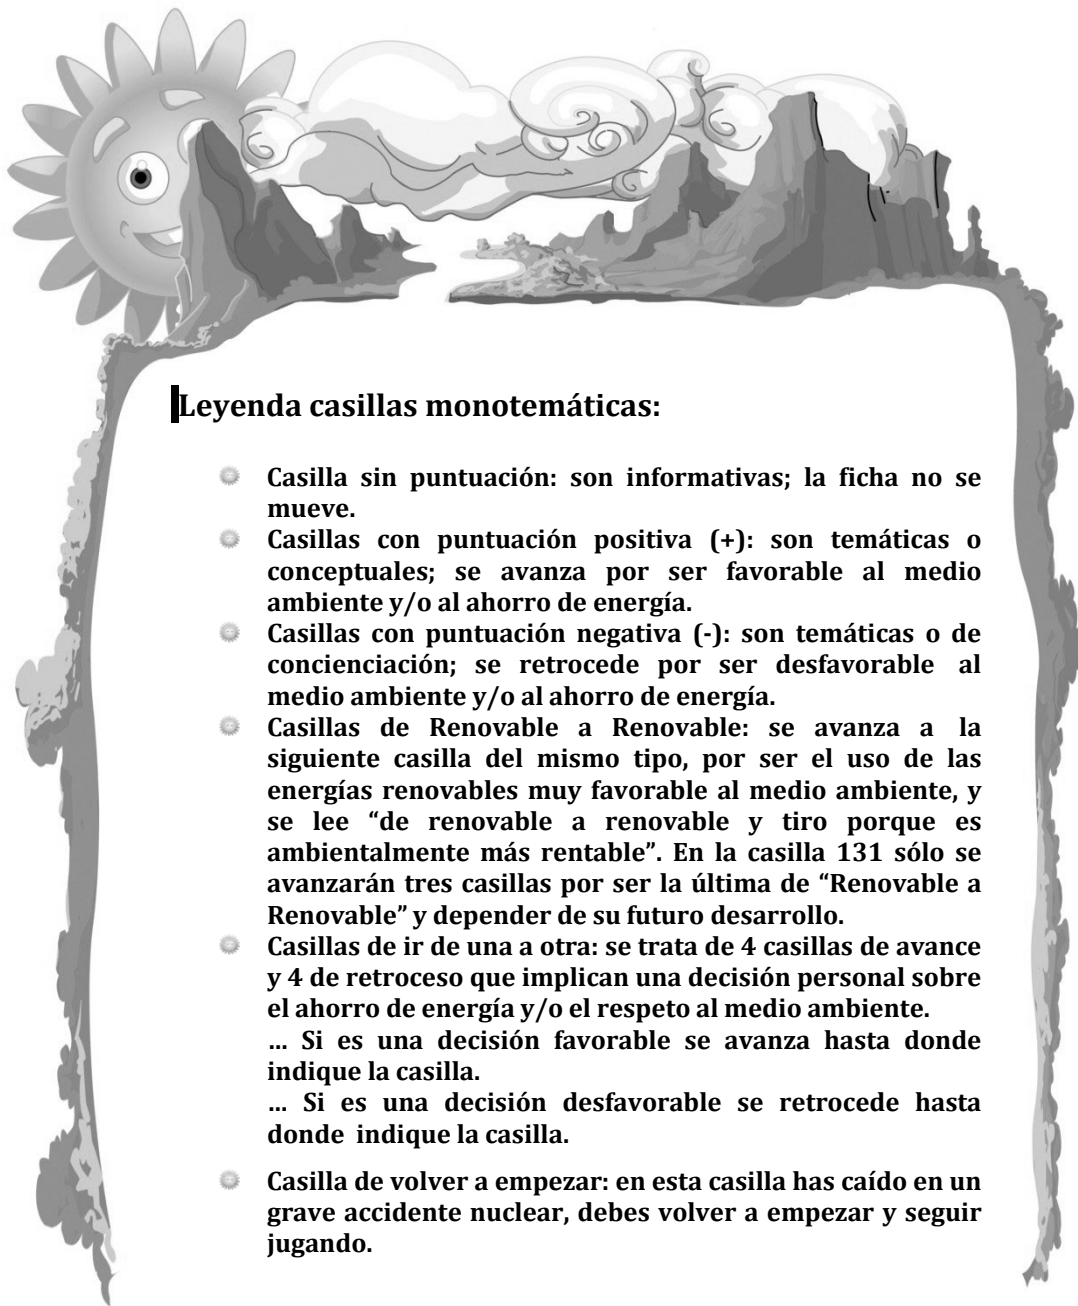 Leyenda casillas monotemáticas:
Casilla sin puntuación: son informativas; la ficha no se
mueve.
Casillas con puntuación positiva (+): son temáticas o
conceptuales; se avanza por ser favorable al medio
ambiente y/o al ahorro de energía.
Casillas con puntuación negativa (-): son temáticas o de
concienciación; se retrocede por ser desfavorable al
medio ambiente y/o al ahorro de energía.
Casillas de Renovable a Renovable: se avanza a la
siguiente casilla del mismo tipo, por ser el uso de las
energías renovables muy favorable al medio ambiente, y
se lee “de renovable a renovable y tiro porque es
ambientalmente más rentable”. En la casilla 131 sólo se
avanzarán tres casillas por ser la última de “Renovable a
Renovable” y depender de su futuro desarrollo.
Casillas de ir de una a otra: se trata de 4 casillas de avance
y 4 de retroceso que implican una decisión personal sobre
el ahorro de energía y/o el respeto al medio ambiente.
... Si es una decisión favorable se avanza hasta donde
indique la casilla.
... Si es una decisión desfavorable se retrocede hasta
donde indique la casilla.
Casilla de volver a empezar: en esta casilla has caído en un
grave accidente nuclear, debes volver a empezar y seguir
jugando.